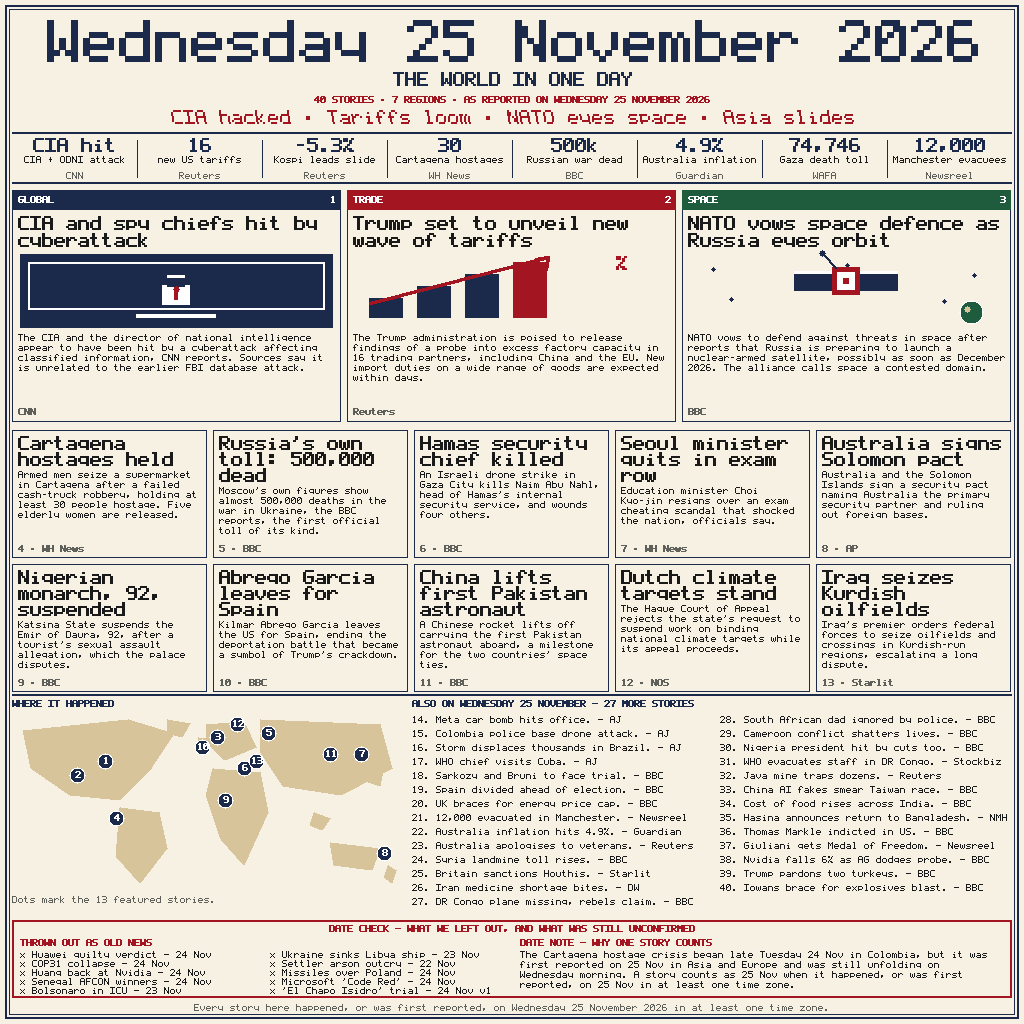 Wednesday 25 November 2026
THE WORLD IN ONE DAY
40 STORIES · 7 REGIONS · AS REPORTED ON WEDNESDAY 25 NOVEMBER 2026
CIA hacked · Tariffs loom · NATO eyes space · Asia slides
CIA hit
CIA + ODNI attack
CNN
16
new US tariffs
Reuters
-5.3%
Kospi leads slide
Reuters
30
Cartagena hostages
WH News
500k
Russian war dead
BBC
4.9%
Australia inflation
Guardian
74,746
Gaza death toll
WAFA
12,000
Manchester evacuees
Newsreel
GLOBAL 1
CIA and spy chiefs hit by
cyberattack
The CIA and the director of national intelligence
appear to have been hit by a cyberattack affecting
classified information, CNN reports. Sources say it
is unrelated to the earlier FBI database attack.
CNN
TRADE 2
Trump set to unveil new
wave of tariffs
%
The Trump administration is poised to release
findings of a probe into excess factory capacity in
16 trading partners, including China and the EU. New
import duties on a wide range of goods are expected
within days.
Reuters
SPACE 3
NATO vows space defence as
Russia eyes orbit
NATO vows to defend against threats in space after
reports that Russia is preparing to launch a
nuclear-armed satellite, possibly as soon as December
2026. The alliance calls space a contested domain.
BBC
Cartagena
hostages held
Armed men seize a supermarket
in Cartagena after a failed
cash-truck robbery, holding at
least 30 people hostage. Five
elderly women are released.
4 · WH News
Russia's own
toll: 500,000
dead
Moscow's own figures show
almost 500,000 deaths in the
war in Ukraine, the BBC
reports, the first official
toll of its kind.
5 · BBC
Hamas security
chief killed
An Israeli drone strike in
Gaza City kills Naim Abu Nahl,
head of Hamas's internal
security service, and wounds
four others.
6 · BBC
Seoul minister
quits in exam
row
Education minister Choi
Kyo-jin resigns over an exam
cheating scandal that shocked
the nation, officials say.
7 · WH News
Australia signs
Solomon pact
Australia and the Solomon
Islands sign a security pact
naming Australia the primary
security partner and ruling
out foreign bases.
8 · AP
Nigerian
monarch, 92,
suspended
Katsina State suspends the
Emir of Daura, 92, after a
tourist's sexual assault
allegation, which the palace
disputes.
9 · BBC
Abrego Garcia
leaves for
Spain
Kilmar Abrego Garcia leaves
the US for Spain, ending the
deportation battle that became
a symbol of Trump's crackdown.
10 · BBC
China lifts
first Pakistan
astronaut
A Chinese rocket lifts off
carrying the first Pakistan
astronaut aboard, a milestone
for the two countries' space
ties.
11 · BBC
Dutch climate
targets stand
The Hague Court of Appeal
rejects the state's request to
suspend work on binding
national climate targets while
its appeal proceeds.
12 · NOS
Iraq seizes
Kurdish
oilfields
Iraq's premier orders federal
forces to seize oilfields and
crossings in Kurdish-run
regions, escalating a long
dispute.
13 · Starlit
WHERE IT HAPPENED
12
3
5
10
13
11
7
1
6
2
9
4
8
Dots mark the 13 featured stories.
ALSO ON WEDNESDAY 25 NOVEMBER — 27 MORE STORIES
14. Meta car bomb hits office. — AJ
15. Colombia police base drone attack. — AJ
16. Storm displaces thousands in Brazil. — AJ
17. WHO chief visits Cuba. — AJ
18. Sarkozy and Bruni to face trial. — BBC
19. Spain divided ahead of election. — BBC
20. UK braces for energy price cap. — BBC
21. 12,000 evacuated in Manchester. — Newsreel
22. Australia inflation hits 4.9%. — Guardian
23. Australia apologises to veterans. — Reuters
24. Syria landmine toll rises. — BBC
25. Britain sanctions Houthis. — Starlit
26. Iran medicine shortage bites. — DW
27. DR Congo plane missing, rebels claim. — BBC
28. South African dad ignored by police. — BBC
29. Cameroon conflict shatters lives. — BBC
30. Nigeria president hit by cuts too. — BBC
31. WHO evacuates staff in DR Congo. — Stockbiz
32. Java mine traps dozens. — Reuters
33. China AI fakes smear Taiwan race. — BBC
34. Cost of food rises across India. — BBC
35. Hasina announces return to Bangladesh. — NMH
36. Thomas Markle indicted in US. — BBC
37. Giuliani gets Medal of Freedom. — Newsreel
38. Nvidia falls 6% as AG dodges probe. — BBC
39. Trump pardons two turkeys. — BBC
40. Iowans brace for explosives blast. — BBC
DATE CHECK — WHAT WE LEFT OUT, AND WHAT WAS STILL UNCONFIRMED
THROWN OUT AS OLD NEWS
x Huawei guilty verdict — 24 Nov
x COP31 collapse — 24 Nov
x Huang back at Nvidia — 24 Nov
x Senegal AFCON winners — 24 Nov
x Bolsonaro in ICU — 23 Nov
x Ukraine sinks Libya ship — 23 Nov
x Settler arson outcry — 22 Nov
x Missiles over Poland — 24 Nov
x Microsoft 'Code Red' — 24 Nov
x 'El Chapo Isidro' trial — 24 Nov v1
DATE NOTE — WHY ONE STORY COUNTS
The Cartagena hostage crisis began late Tuesday 24 Nov in Colombia, but it was
first reported on 25 Nov in Asia and Europe and was still unfolding on
Wednesday morning. A story counts as 25 Nov when it happened, or was first
reported, on 25 Nov in at least one time zone.
Every story here happened, or was first reported, on Wednesday 25 November 2026 in at least one time zone.